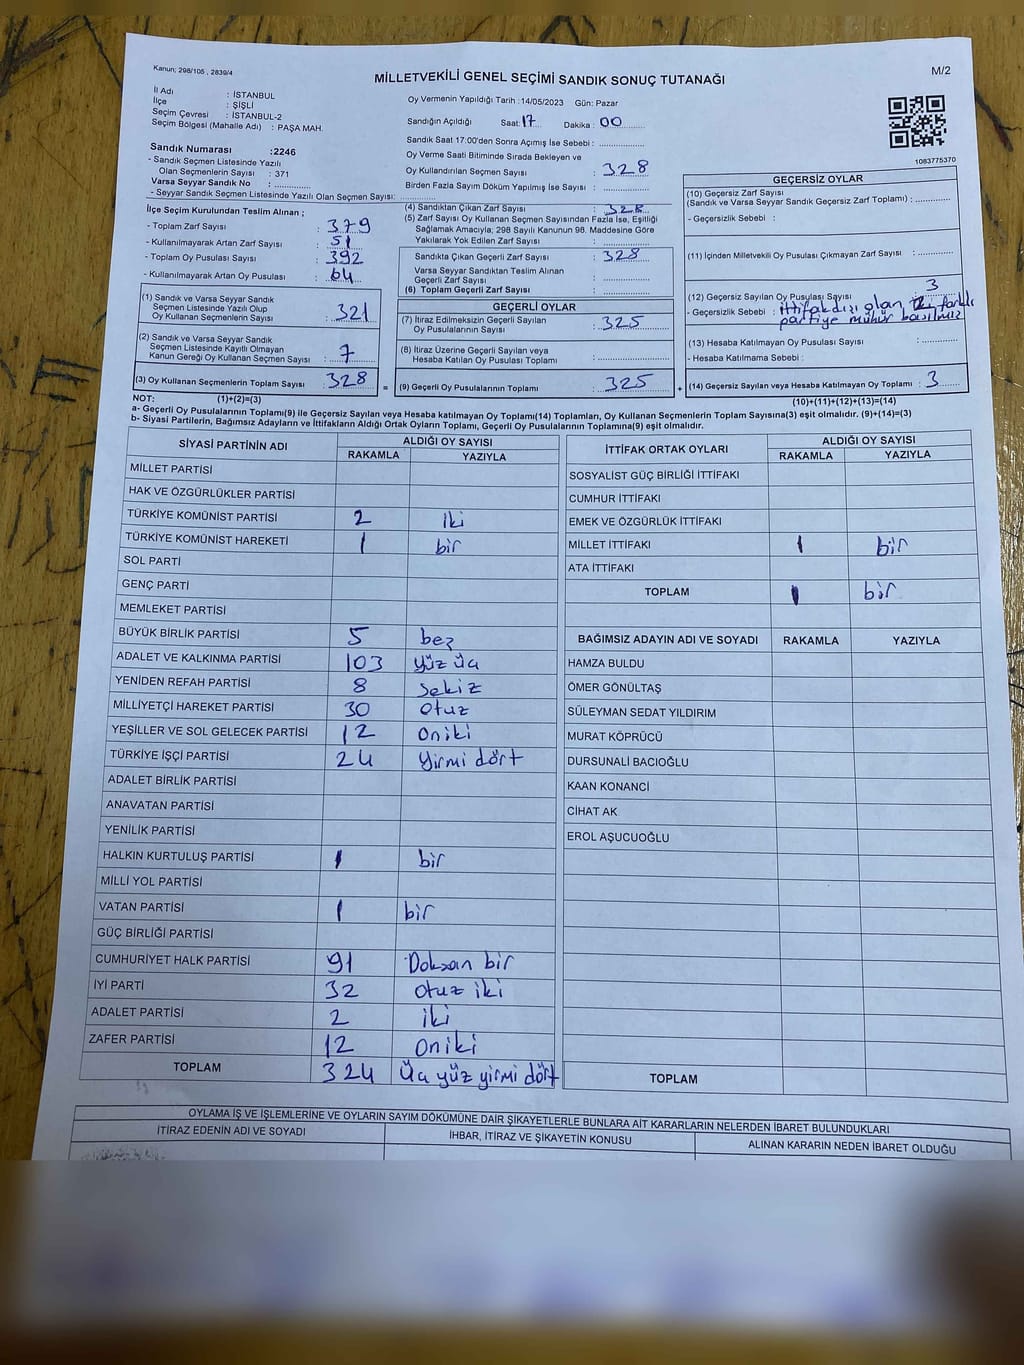 Kanun; 298/105 , 2839/4
MİLLETVEKİLİ GENEL SEÇİMİ SANDIK SONUÇ TUTANAĞI
M/2
İl Adı : İSTANBUL
İlçe : ŞİŞLİ
Seçim Çevresi : İSTANBUL-2
Seçim Bölgesi (Mahalle Adı) : PAŞA MAH.
Sandık Numarası :2246
- Sandık Seçmen Listesinde Yazılı
Olan Seçmenlerin Sayısı : 371
Varsa Seyyar Sandık No : ............
- Seyyar Sandık Seçmen Listesinde Yazılı Olan Seçmen Sayısı: ............
İlçe Seçim Kurulundan Teslim Alınan ;
- Toplam Zarf Sayısı : 379
- Kullanılmayarak Artan Zarf Sayısı : 51
- Toplam Oy Pusulası Sayısı : 392
- Kullanılmayarak Artan Oy Pusulası : 64
(1) Sandık ve Varsa Seyyar Sandık
Seçmen Listesinde Yazılı Olup
Oy Kullanan Seçmenlerin Sayısı : 321
(2) Sandık ve Varsa Seyyar Sandık
Seçmen Listesinde Kayıtlı Olmayan
Kanun Gereği Oy Kullanan Seçmen Sayısı : 7
(3) Oy Kullanan Seçmenlerin Toplam Sayısı : 328 =
Oy Vermenin Yapıldığı Tarih :14/05/2023 Gün: Pazar
Sandığın Açıldığı Saat: 17 Dakika : 00
Sandık Saat 17:00'den Sonra Açımış İse Sebebi : ............
Oy Verme Saati Bitiminde Sırada Bekleyen ve
Oy Kullandırılan Seçmen Sayısı : 328
Birden Fazla Sayım Döküm Yapılmış İse Sayısı : ............
(4) Sandıktan Çıkan Zarf Sayısı : 328
(5) Zarf Sayısı Oy Kullanan Seçmen Sayısından Fazla İse, Eşitliği
Sağlamak Amacıyla; 298 Sayılı Kanunun 98. Maddesine Göre
Yakılarak Yok Edilen Zarf Sayısı : ............
Sandıkta Çıkan Geçerli Zarf Sayısı : 328
Varsa Seyyar Sandıktan Teslim Alınan
Geçerli Zarf Sayısı : ............
(6) Toplam Geçerli Zarf Sayısı : ............
GEÇERLİ OYLAR
(7) İtiraz Edilmeksizin Geçerli Sayılan
Oy Pusulalarının Sayısı : 325
(8) İtiraz Üzerine Geçerli Sayılan veya
Hesaba Katılan Oy Pusulası Toplamı : ............
(9) Geçerli Oy Pusulalarının Toplamı : 325 +
1083775370
GEÇERSİZ OYLAR
(10) Geçersiz Zarf Sayısı
(Sandık ve Varsa Seyyar Sandık Geçersiz Zarf Toplamı) : ............
- Geçersizlik Sebebi :
(11) İçinden Milletvekili Oy Pusulası Çıkmayan Zarf Sayısı : ............
(12) Geçersiz Sayılan Oy Pusulası Sayısı : 3
- Geçersizlik Sebebi : ittifakdızı olan farklı
partiye mühür basılmız
(13) Hesaba Katılmayan Oy Pusulası Sayısı : ............
- Hesaba Katılmama Sebebi :
(14) Geçersiz Sayılan veya Hesaba Katılmayan Oy Toplamı : 3
NOT: (1)+(2)=(3) (10)+(11)+(12)+(13)=(14)
a- Geçerli Oy Pusulalarının Toplamı(9) ile Geçersiz Sayılan veya Hesaba katılmayan Oy Toplamı(14) Toplamları, Oy Kullanan Seçmenlerin Toplam Sayısına(3) eşit olmalıdır. (9)+(14)=(3)
b- Siyasi Partilerin, Bağımsız Adayların ve İttifakların Aldığı Ortak Oyların Toplamı, Geçerli Oy Pusulalarının Toplamına(9) eşit olmalıdır.
SİYASİ PARTİNİN ADI ALDIĞI OY SAYISI
RAKAMLA YAZIYLA
MİLLET PARTİSİ
HAK VE ÖZGÜRLÜKLER PARTİSİ
TÜRKİYE KOMÜNİST PARTİSİ 2 iki
TÜRKİYE KOMÜNİST HAREKETİ 1 bir
SOL PARTİ
GENÇ PARTİ
MEMLEKET PARTİSİ
BÜYÜK BİRLİK PARTİSİ 5 beş
ADALET VE KALKINMA PARTİSİ 103 yüz üç
YENİDEN REFAH PARTİSİ 8 sekiz
MİLLİYETÇİ HAREKET PARTİSİ 30 otuz
YEŞİLLER VE SOL GELECEK PARTİSİ 12 oniki
TÜRKİYE İŞÇİ PARTİSİ 24 yirmi dört
ADALET BİRLİK PARTİSİ
ANAVATAN PARTİSİ
YENİLİK PARTİSİ
HALKIN KURTULUŞ PARTİSİ 1 bir
MİLLİ YOL PARTİSİ
VATAN PARTİSİ 1 bir
GÜÇ BİRLİĞİ PARTİSİ
CUMHURİYET HALK PARTİSİ 91 Doksan bir
İYİ PARTİ 32 otuz iki
ADALET PARTİSİ 2 iki
ZAFER PARTİSİ 12 oniki
TOPLAM 324 Üç yüz yirmi dört
İTTİFAK ORTAK OYLARI ALDIĞI OY SAYISI
RAKAMLA YAZIYLA
SOSYALİST GÜÇ BİRLİĞİ İTTİFAKI
CUMHUR İTTİFAKI
EMEK VE ÖZGÜRLÜK İTTİFAKI
MİLLET İTTİFAKI 1 bir
ATA İTTİFAKI
TOPLAM 1 bir
BAĞIMSIZ ADAYIN ADI VE SOYADI RAKAMLA YAZIYLA
HAMZA BULDU
ÖMER GÖNÜLTAŞ
SÜLEYMAN SEDAT YILDIRIM
MURAT KÖPRÜCÜ
DURSUNALİ BACIOĞLU
KAAN KONANCİ
CİHAT AK
EROL AŞUCUOĞLU
TOPLAM
OYLAMA İŞ VE İŞLEMLERİNE VE OYLARIN SAYIM DÖKÜMÜNE DAİR ŞİKAYETLERLE BUNLARA AİT KARARLARIN NELERDEN İBARET BULUNDUKLARI
İTİRAZ EDENİN ADI VE SOYADI İHBAR, İTİRAZ VE ŞİKAYETİN KONUSU ALINAN KARARIN NEDEN İBARET OLDUĞU